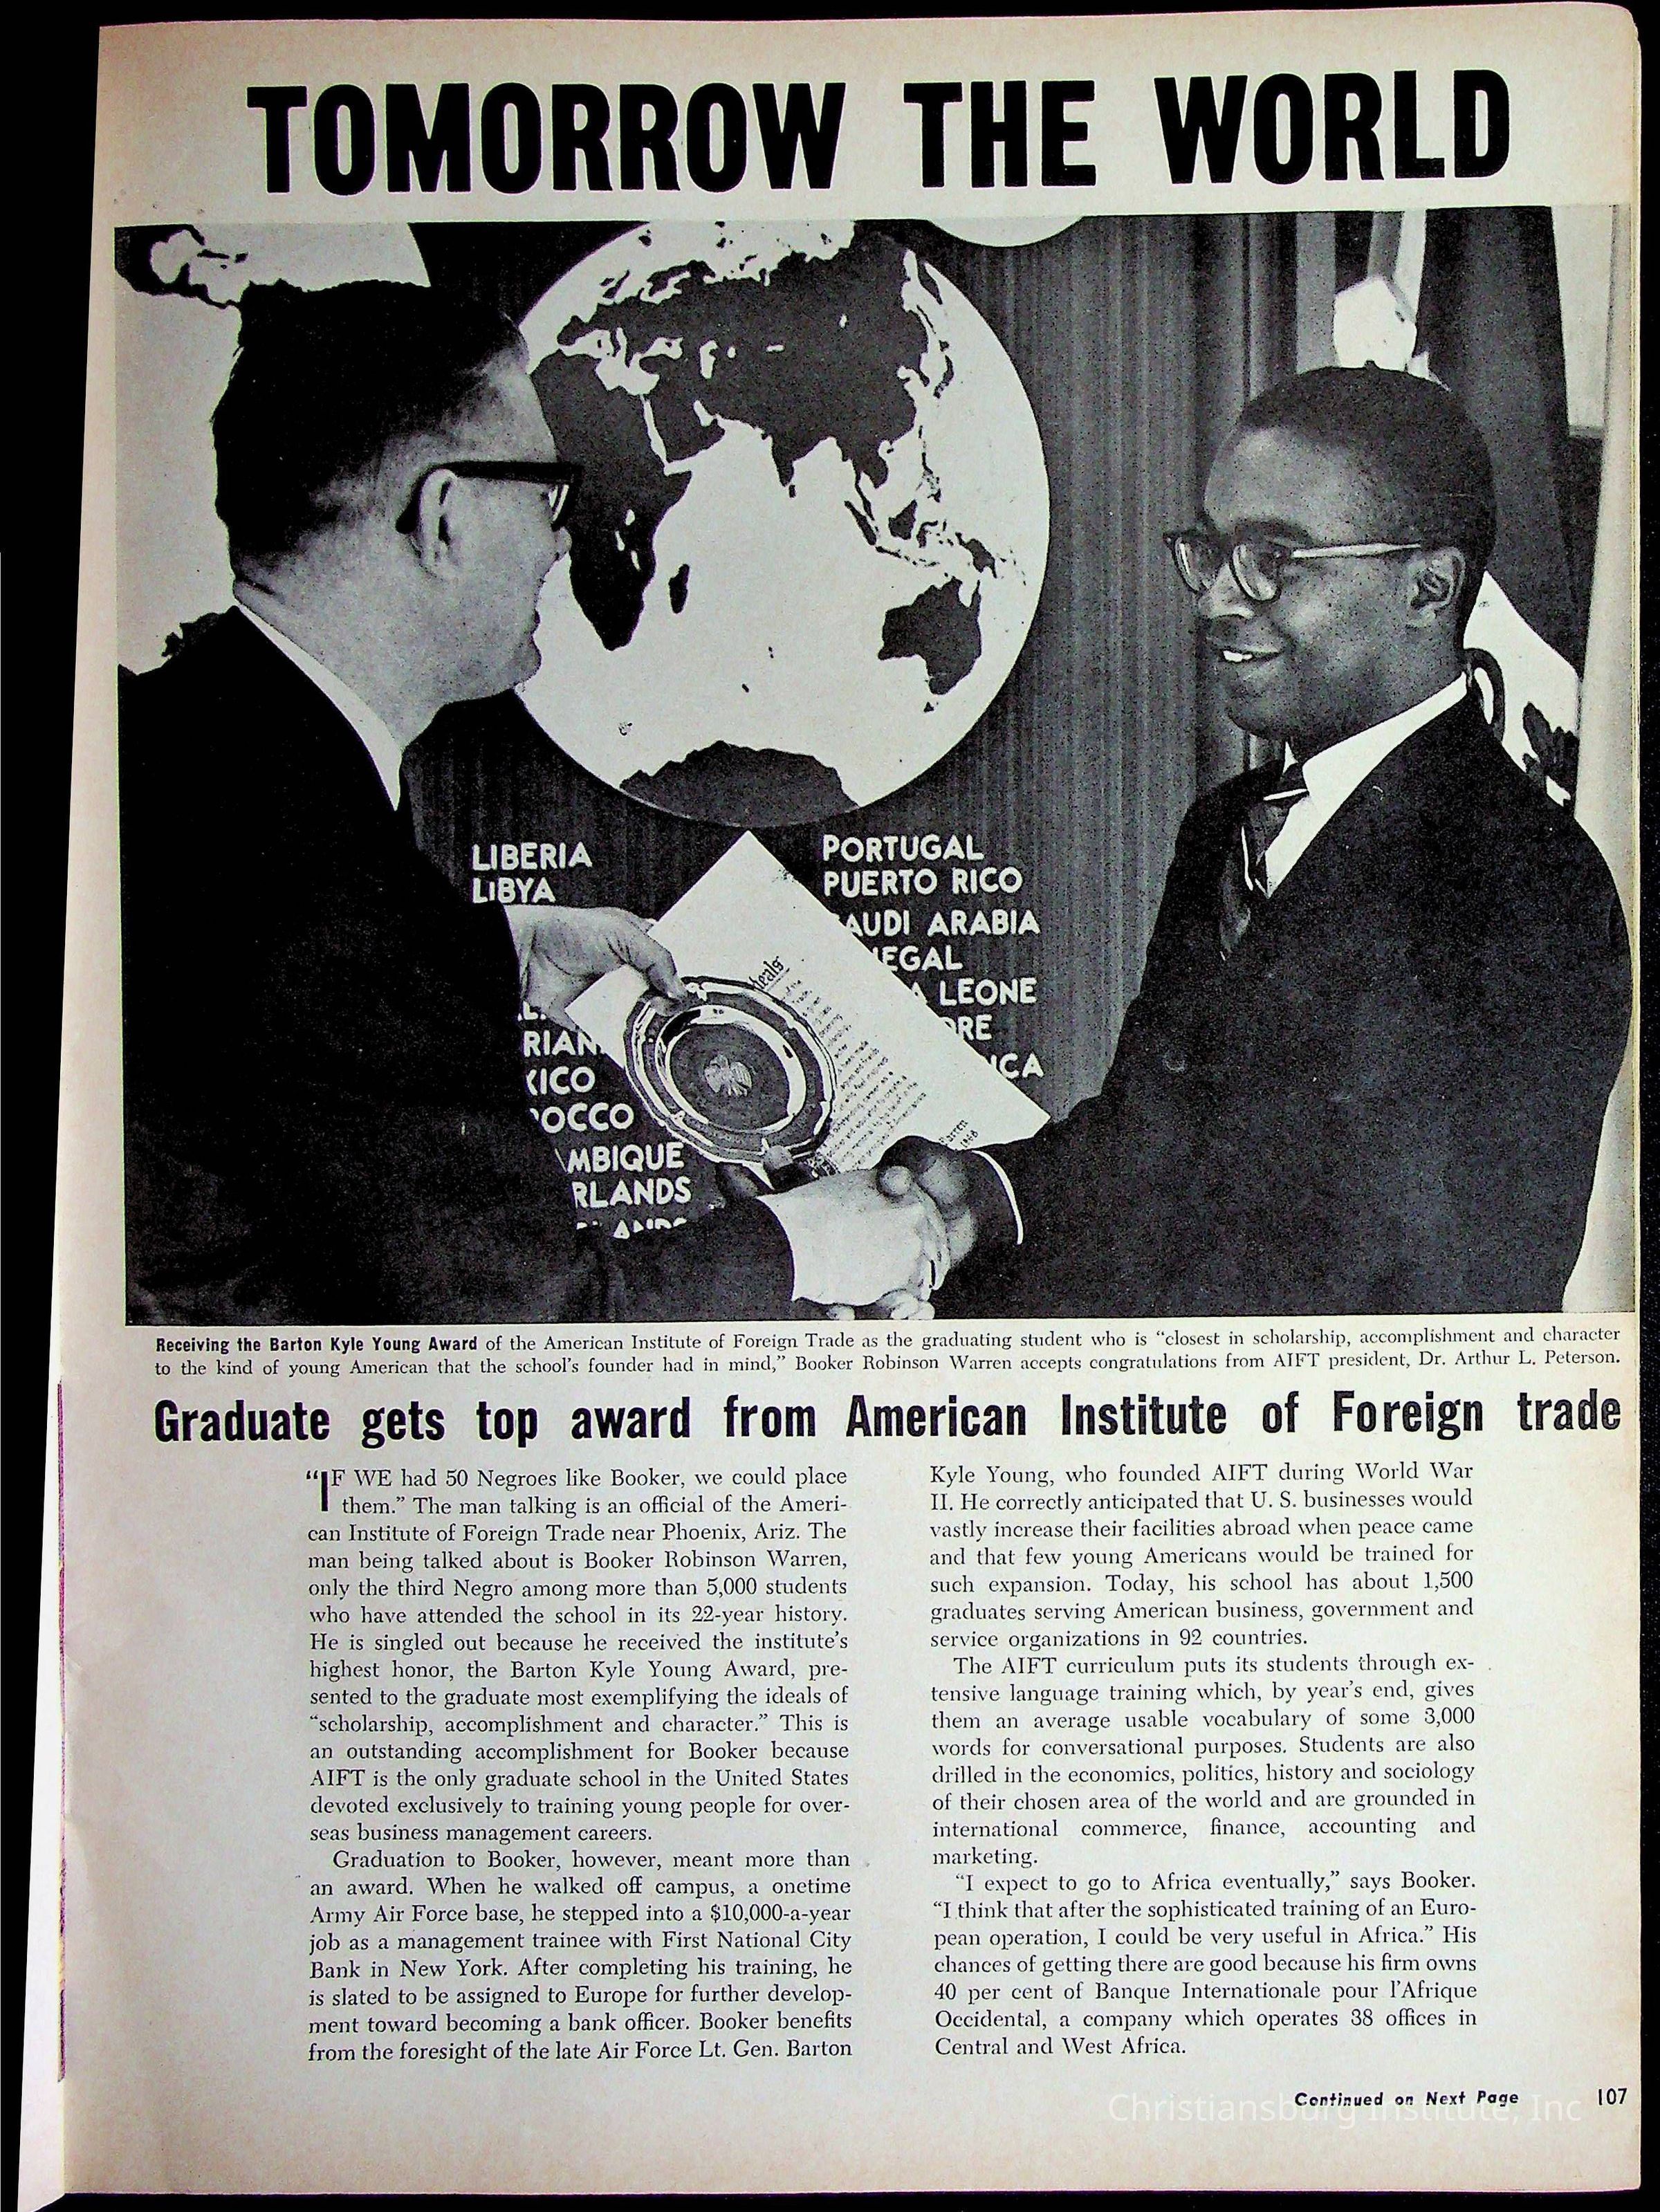 TOMORROW THE WORLD
LIBERIA
LIBYA
XICO
OCCO
MBIQUE
RLANDS
PORTUGAL
PUERTO RICO
AUDI ARABIA
EGAL
LEONE
ORE
ICA
eals
Receiving the Barton Kyle Young Award of the American Institute of Foreign Trade as the graduating student who is “closest in scholarship, accomplishment and character
to the kind of young American that the school’s founder had in mind,” Booker Robinson Warren accepts congratulations from AIFT president, Dr. Arthur L. Peterson.
Graduate gets top award from American Institute of Foreign trade
“IF WE had 50 Negroes like Booker, we could place
them.” The man talking is an official of the Ameri-
can Institute of Foreign Trade near Phoenix, Ariz. The
man being talked about is Booker Robinson Warren,
only the third Negro among more than 5,000 students
who have attended the school in its 22-year history.
He is singled out because he received the institute’s
highest honor, the Barton Kyle Young Award, pre-
sented to the graduate most exemplifying the ideals of
“scholarship, accomplishment and character.” This is
an outstanding accomplishment for Booker because
AIFT is the only graduate school in the United States
devoted exclusively to training young people for over-
seas business management careers.
Graduation to Booker, however, meant more than
an award. When he walked off campus, a onetime
Army Air Force base, he stepped into a $10,000-a-year
job as a management trainee with First National City
Bank in New York. After completing his training, he
is slated to be assigned to Europe for further develop-
ment toward becoming a bank officer. Booker benefits
from the foresight of the late Air Force Lt. Gen. Barton
Kyle Young, who founded AIFT during World War
II. He correctly anticipated that U. S. businesses would
vastly increase their facilities abroad when peace came
and that few young Americans would be trained for
such expansion. Today, his school has about 1,500
graduates serving American business, government and
service organizations in 92 countries.
The AIFT curriculum puts its students through ex-
tensive language training which, by year’s end, gives
them an average usable vocabulary of some 3,000
words for conversational purposes. Students are also
drilled in the economics, politics, history and sociology
of their chosen area of the world and are grounded in
international commerce, finance, accounting and
marketing.
“I expect to go to Africa eventually,” says Booker.
“I think that after the sophisticated training of an Euro-
pean operation, I could be very useful in Africa.” His
chances of getting there are good because his firm owns
40 per cent of Banque Internationale pour l’Afrique
Occidental, a company which operates 38 offices in
Central and West Africa.
Continued on Next Page 107
Christiansburg Institute, Inc